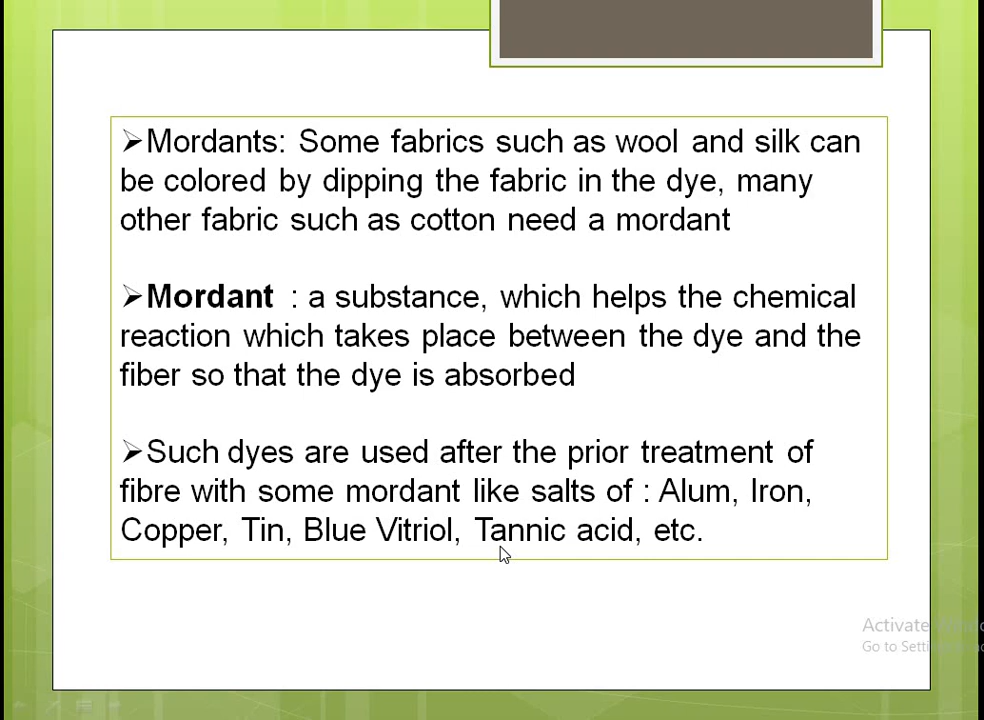 ➢Mordants: Some fabrics such as wool and silk can
be colored by dipping the fabric in the dye, many
other fabric such as cotton need a mordant
➢Mordant : a substance, which helps the chemical
reaction which takes place between the dye and the
fiber so that the dye is absorbed
➢Such dyes are used after the prior treatment of
fibre with some mordant like salts of : Alum, Iron,
Copper, Tin, Blue Vitriol, Tannic acid, etc.
Activate
Go to